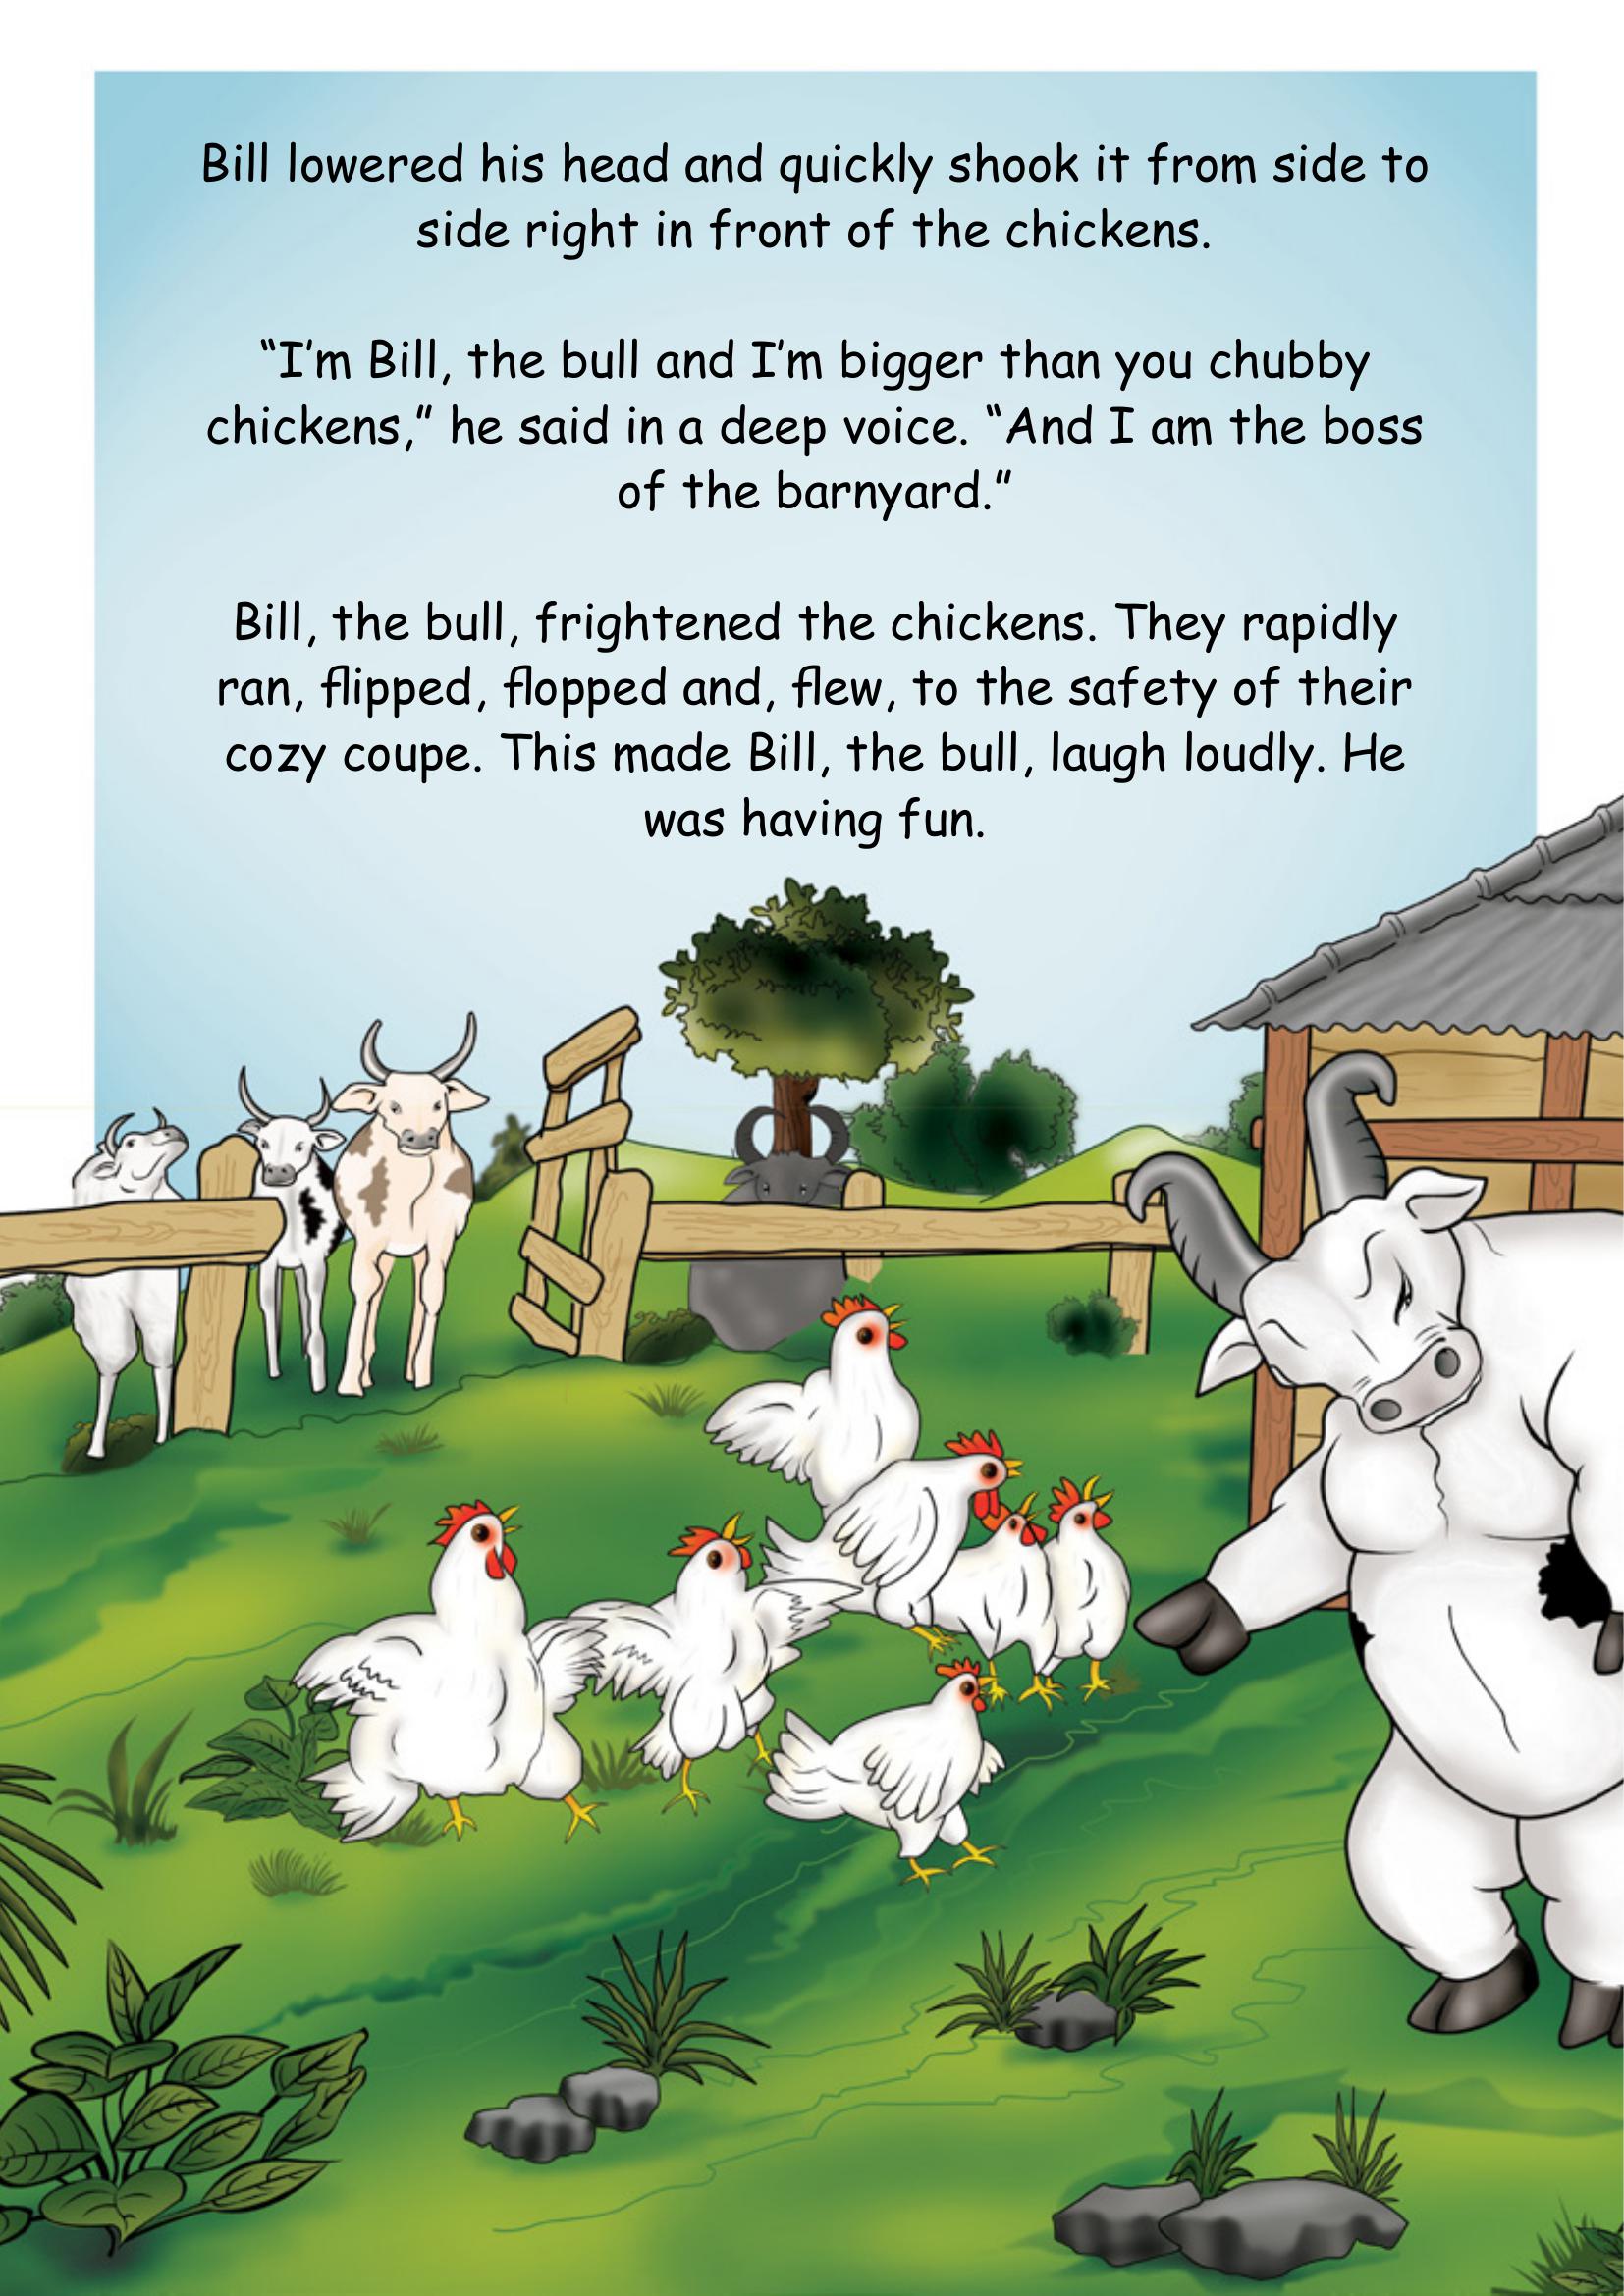 Bill lowered his head and quickly shook it from side to
side right in front of the chickens.
“I’m Bill, the bull and I’m bigger than you chubby
chickens,” he said in a deep voice. “And I am the boss
of the barnyard.”
Bill, the bull, frightened the chickens. They rapidly
ran, flipped, flopped and, flew, to the safety of their
cozy coupe. This made Bill, the bull, laugh loudly. He
was having fun.